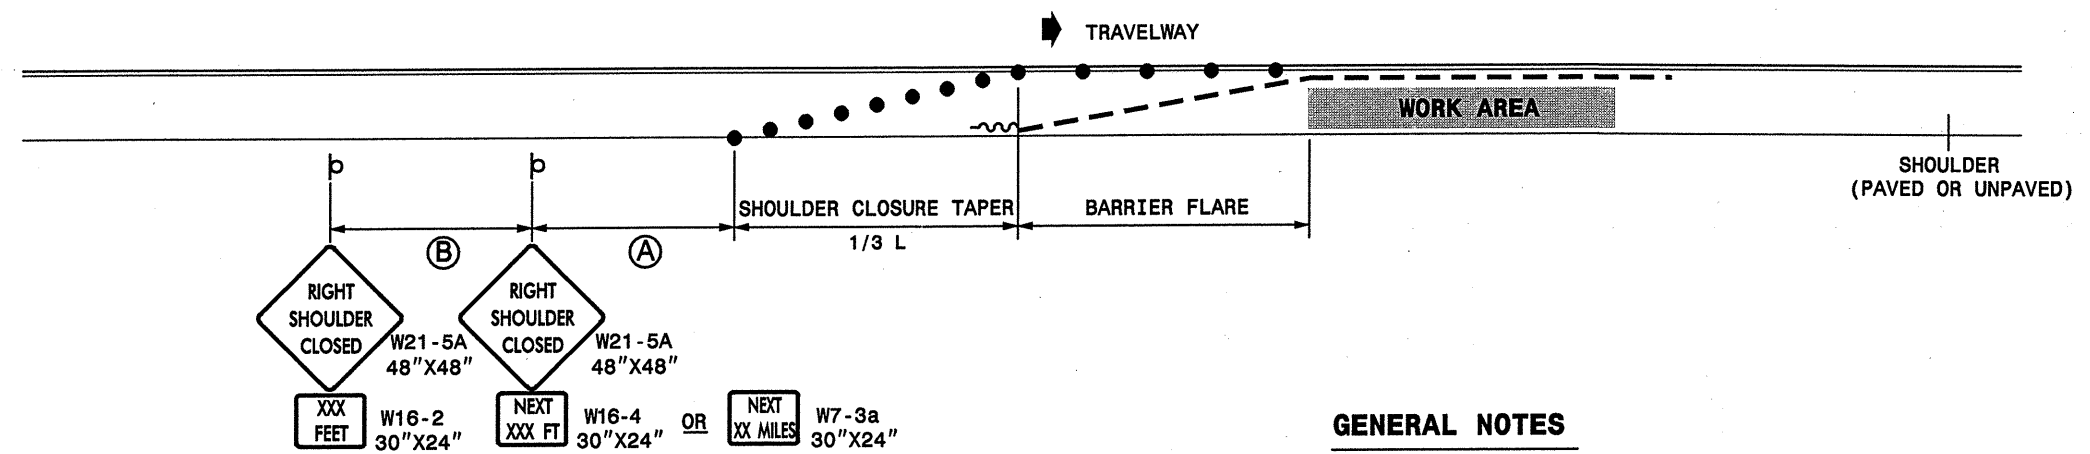 TRAVELWAY
WORK AREA
SHOULDER
(PAVED OR UNPAVED)
SHOULDER CLOSURE TAPER
1/3 L
BARRIER FLARE
B
A
RIGHT
SHOULDER
CLOSED
W21-5A
48"X48"
XXX
FEET
W16-2
30"X24"
RIGHT
SHOULDER
CLOSED
W21-5A
48"X48"
NEXT
XXX FT
W16-4
30"X24"
OR
NEXT
XX MILES
W7-3a
30"X24"
GENERAL NOTES